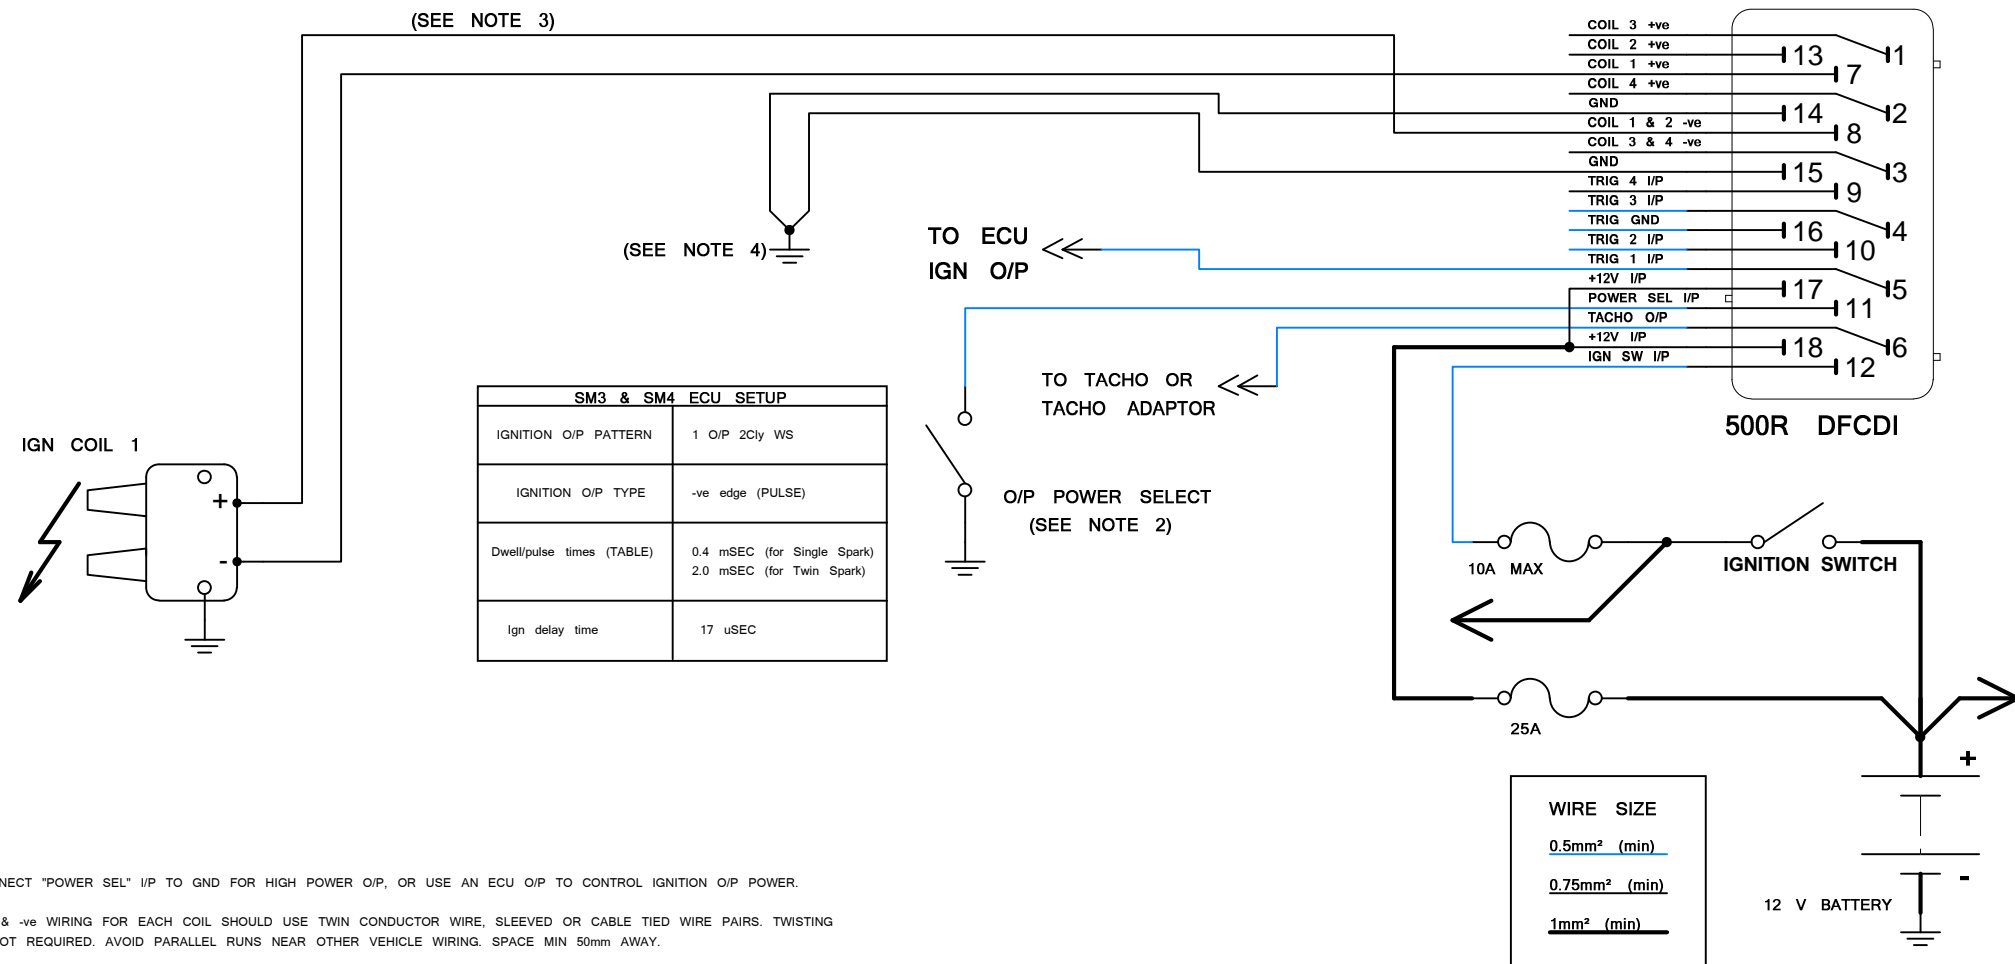 (SEE NOTE 3)
COIL 3 +ve
COIL 2 +ve
COIL 1 +ve
COIL 4 +ve
GND
COIL 1 & 2 -ve
COIL 3 & 4 -ve
GND
TRIG 4 I/P
TRIG 3 I/P
TRIG GND
TRIG 2 I/P
TRIG 1 I/P
+12V I/P
POWER SEL I/P
TACHO O/P
+12V I/P
IGN SW I/P
13 1
7
14 2
8
15 3
9
16 4
10
17 5
11
18 6
12
500R DFCDI
(SEE NOTE 4)
TO ECU
IGN O/P
TO TACHO OR
TACHO ADAPTOR
IGN COIL 1
+
-
SM3 & SM4 ECU SETUP
IGNITION O/P PATTERN 1 O/P 2Cly WS
IGNITION O/P TYPE -ve edge (PULSE)
Dwell/pulse times (TABLE) 0.4 mSEC (for Single Spark)
2.0 mSEC (for Twin Spark)
Ign delay time 17 uSEC
O/P POWER SELECT
(SEE NOTE 2)
10A MAX
IGNITION SWITCH
25A
+
-
12 V BATTERY
WIRE SIZE
0.5mm² (min)
0.75mm² (min)
1mm² (min)
NECT "POWER SEL" I/P TO GND FOR HIGH POWER O/P, OR USE AN ECU O/P TO CONTROL IGNITION O/P POWER.
& -ve WIRING FOR EACH COIL SHOULD USE TWIN CONDUCTOR WIRE, SLEEVED OR CABLE TIED WIRE PAIRS. TWISTING
OT REQUIRED. AVOID PARALLEL RUNS NEAR OTHER VEHICLE WIRING. SPACE MIN 50mm AWAY.